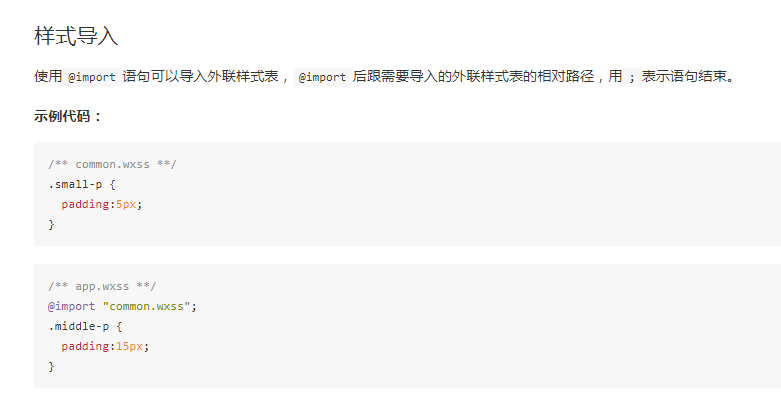 样式导入
使用 @import 语句可以导入外联样式表，@import 后跟需要导入的外联样式表的相对路径，用 ; 表示语句结束。
示例代码：
/** common.wxss **/
.small-p {
  padding:5px;
}
/** app.wxss **/
@import "common.wxss";
.middle-p {
  padding:15px;
}